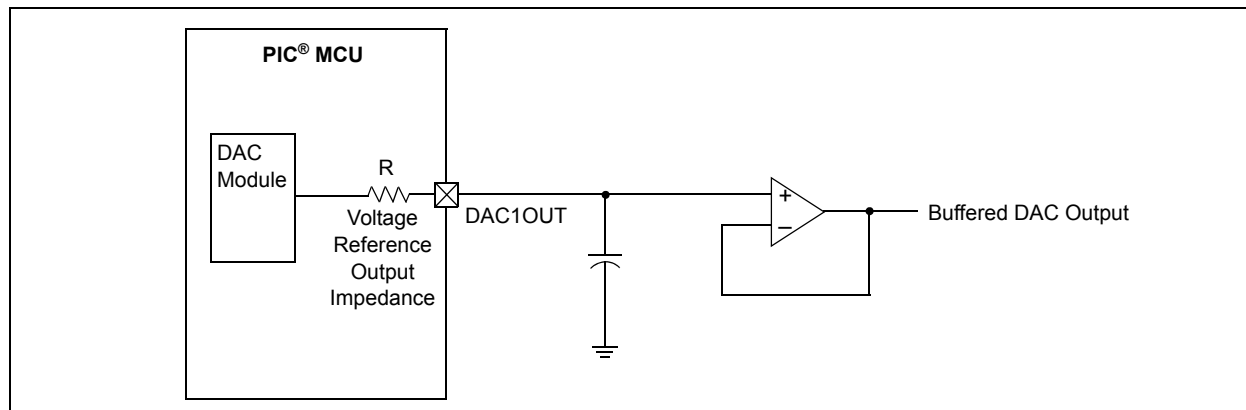 PIC® MCU
DAC
Module
R
Voltage
Reference
Output
Impedance
DAC1OUT
+
–
Buffered DAC Output